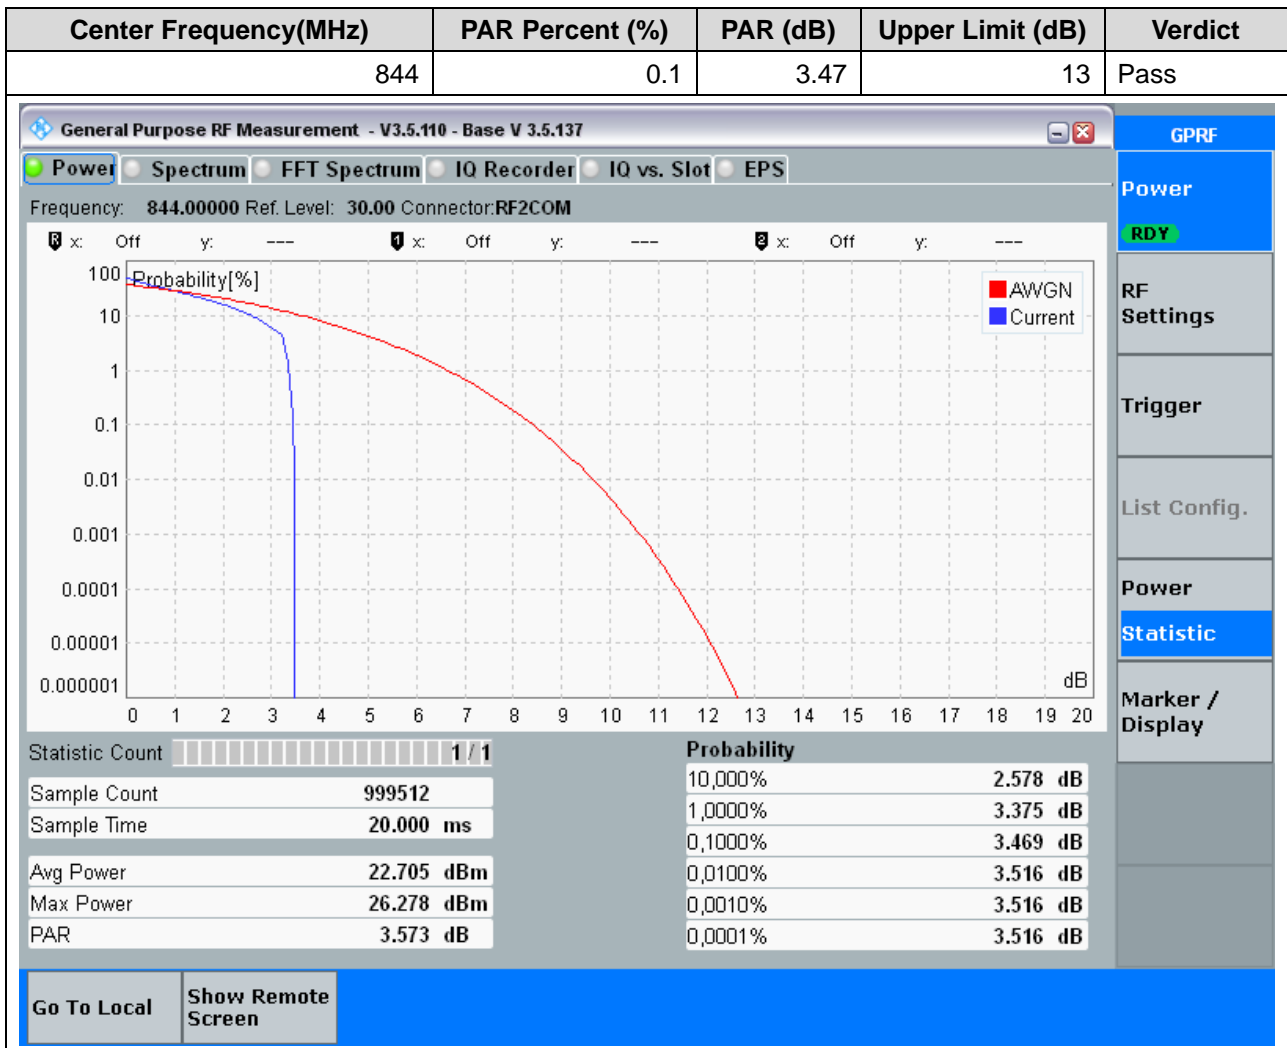 Center Frequency(MHz) PAR Percent (%) PAR (dB) Upper Limit (dB) Verdict
844 0.1 3.47 13 Pass
General Purpose RF Measurement - V3.5.110 - Base V 3.5.137
GPRF
Power Spectrum FFT Spectrum IQ Recorder IQ vs. Slot EPS
Frequency: 844.00000 Ref. Level: 30.00 Connector:RF2COM
R x: Off y: --- 1 x: Off y: --- 2 x: Off y: ---
Probability[%]
AWGN
Current
100
10
1
0.1
0.01
0.001
0.0001
0.00001
0.000001
dB
0 1 2 3 4 5 6 7 8 9 10 11 12 13 14 15 16 17 18 19 20
Statistic Count 1 / 1
Sample Count 999512
Sample Time 20.000 ms
Avg Power 22.705 dBm
Max Power 26.278 dBm
PAR 3.573 dB
Probability
10,000% 2.578 dB
1,0000% 3.375 dB
0,1000% 3.469 dB
0,0100% 3.516 dB
0,0010% 3.516 dB
0,0001% 3.516 dB
Power
RDY
RF
Settings
Trigger
List Config.
Power
Statistic
Marker /
Display
Go To Local
Show Remote
Screen